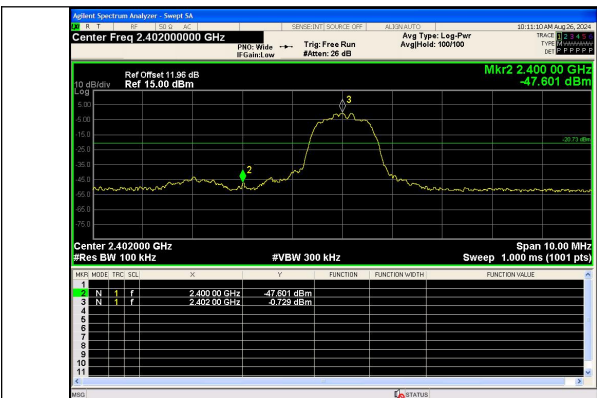 Agilent Spectrum Analyzer - Swept SA
R T RF 50 Ω AC SENSE:INT SOURCE OFF ALIGN AUTO 10:11:10 AM Aug 26, 2024
Center Freq 2.402000000 GHz
PNO: Wide
IFGain:Low
Trig: Free Run
#Atten: 26 dB
Avg Type: Log-Pwr
Avg|Hold: 100/100
TRACE 1 2 3 4 5 6
TYPE M
DET P P P P P P
Mkr2 2.400 00 GHz
-47.601 dBm
Ref Offset 11.96 dB
10 dB/div Ref 15.00 dBm
Log
5.00
-5.00
-15.0
-25.0
-35.0
-45.0
-55.0
-65.0
-75.0
3
-20.73 dBm
2
Center 2.402000 GHz Span 10.00 MHz
#Res BW 100 kHz #VBW 300 kHz Sweep 1.000 ms (1001 pts)
MKR MODE TRC SCL X Y FUNCTION FUNCTION WIDTH FUNCTION VALUE
1
2 N 1 f 2.400 00 GHz -47.601 dBm
3 N 1 f 2.402 00 GHz -0.729 dBm
4
5
6
7
8
9
10
11
MSG STATUS